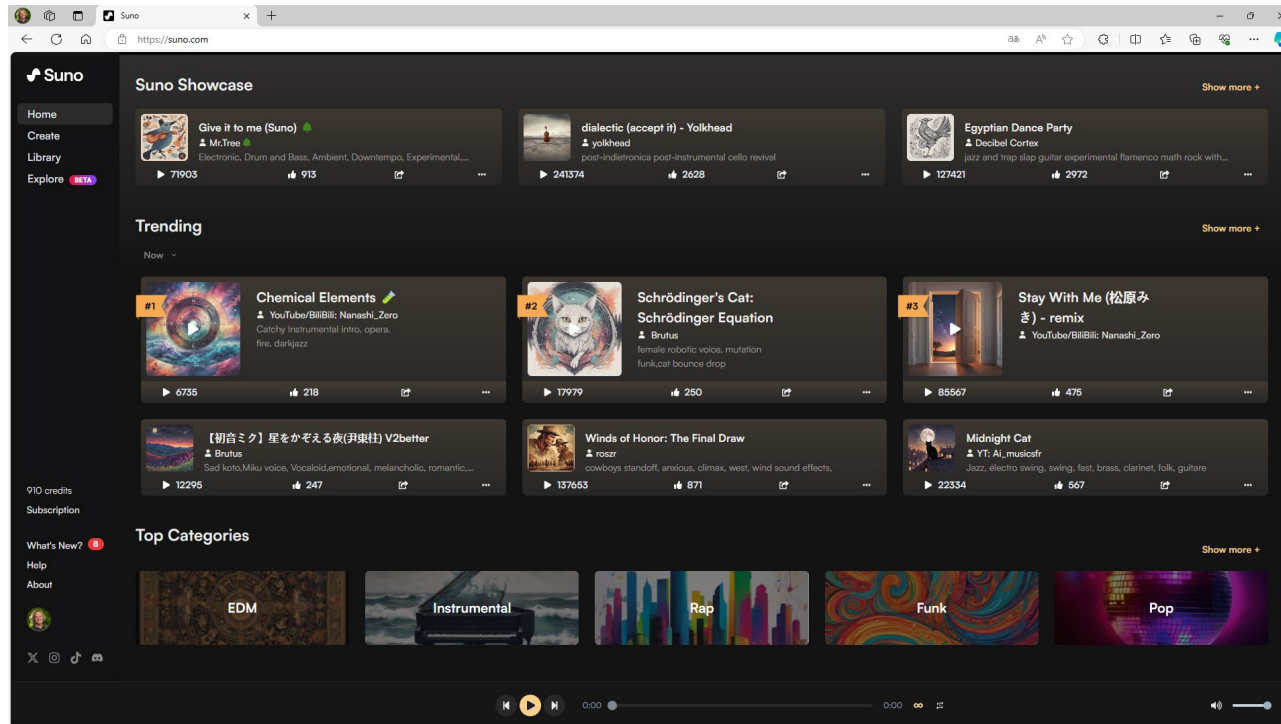 Suno
https://suno.com
Suno
Home
Create
Library
Explore BETA
910 credits
Subscription
What's New? 8
Help
About
Suno Showcase
Show more +
Give it to me (Suno)
Mr.Tree
Electronic, Drum and Bass, Ambient, Downtempo, Experimental,...
71903 913
dialectic (accept it) - Yolkhead
yolkhead
post-indietronica post-instrumental cello revival
241374 2628
Egyptian Dance Party
Decibel Cortex
jazz and trap slap guitar experimental flamenco math rock with...
127421 2972
Trending
Show more +
Now
#1
Chemical Elements
YouTube/BiliBili: Nanashi_Zero
Catchy Instrumental intro. opera.
fire. darkjazz
6735 218
#2
Schrödinger's Cat:
Schrödinger Equation
Brutus
female robotic voice, mutation
funk,cat bounce drop
17979 250
#3
Stay With Me (松原み
き) - remix
YouTube/BiliBili: Nanashi_Zero
85567 475
【初音ミク】星をかぞえる夜(尹東柱) V2better
Brutus
Sad koto,Miku voice, Vocaloid,emotional, melancholic, romantic,...
12295 247
Winds of Honor: The Final Draw
roszr
cowboys standoff, anxious, climax, west, wind sound effects,
137653 871
Midnight Cat
YT: Ai_musicsfr
Jazz, électro swing, swing, fast, brass, clarinet, folk, guitare
22334 567
Top Categories
Show more +
EDM
Instrumental
Rap
Funk
Pop
0:00 0:00